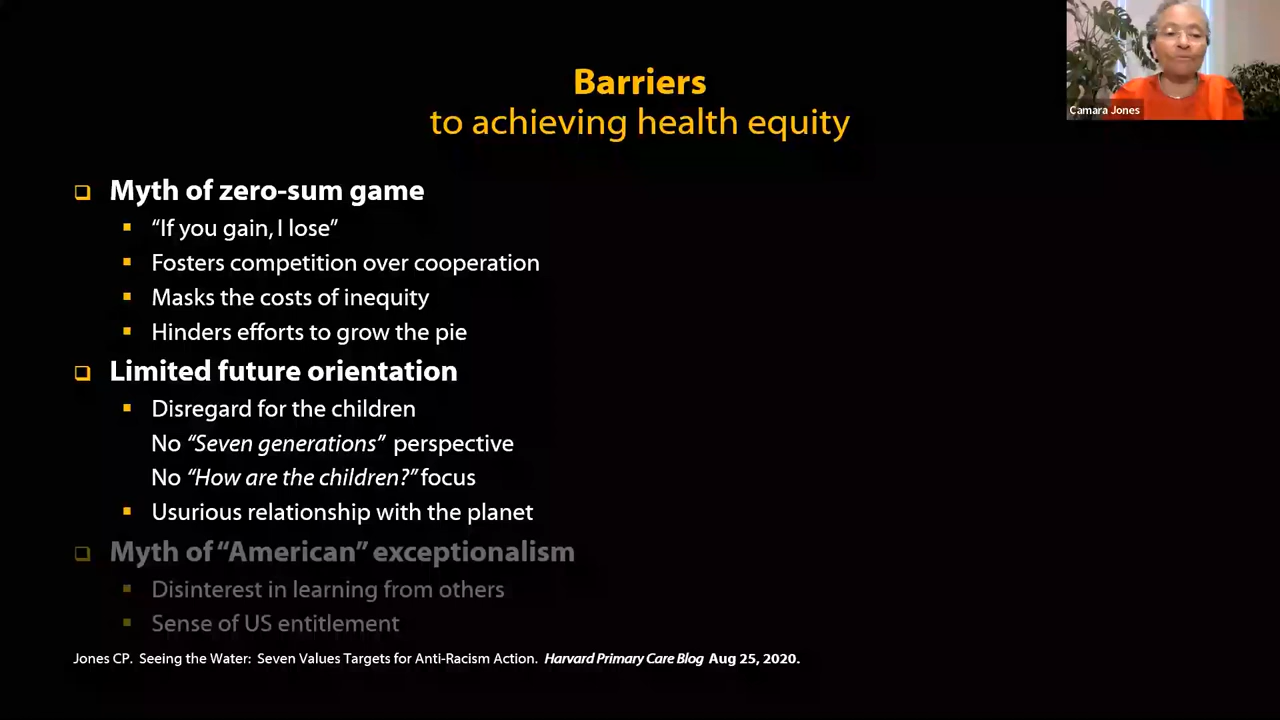 Barriers
to achieving health equity
Camara Jones
Myth of zero-sum game
“If you gain, I lose”
Fosters competition over cooperation
Masks the costs of inequity
Hinders efforts to grow the pie
Limited future orientation
Disregard for the children
No “Seven generations” perspective
No “How are the children?” focus
Usurious relationship with the planet
Myth of “American” exceptionalism
Disinterest in learning from others
Sense of US entitlement
Jones CP. Seeing the Water: Seven Values Targets for Anti-Racism Action. Harvard Primary Care Blog Aug 25, 2020.